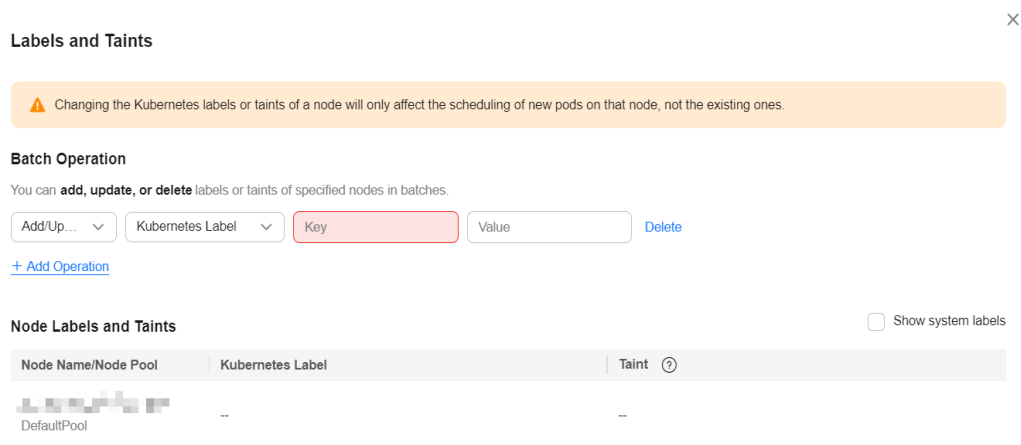 Labels and Taints
Changing the Kubernetes labels or taints of a node will only affect the scheduling of new pods on that node, not the existing ones.
Batch Operation
You can add, update, or delete labels or taints of specified nodes in batches.
Add/Up... Kubernetes Label Key Value Delete
+ Add Operation
Node Labels and Taints Show system labels
Node Name/Node Pool Kubernetes Label Taint ?
-- --
DefaultPool